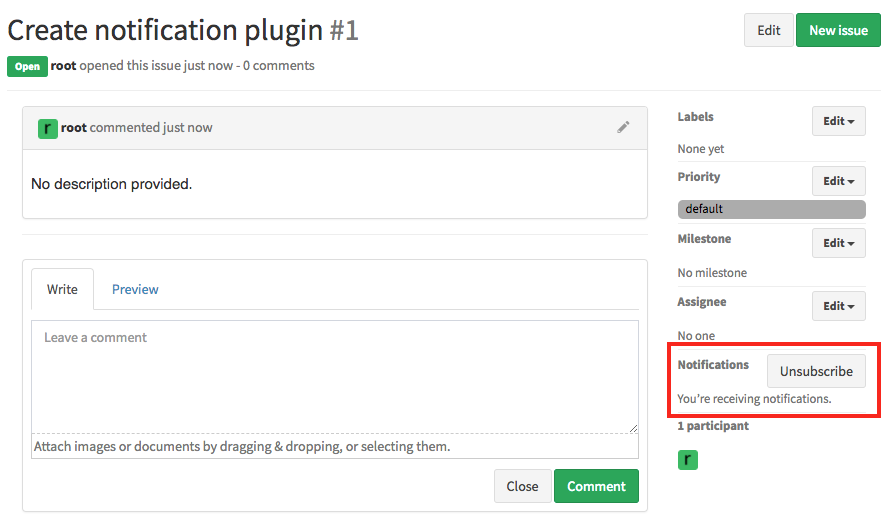 Create notification plugin #1
Edit
New issue
Open root opened this issue just now - 0 comments
r root commented just now
No description provided.
Write
Preview
Leave a comment
Attach images or documents by dragging & dropping, or selecting them.
Close
Comment
Labels
Edit
None yet
Priority
Edit
default
Milestone
Edit
No milestone
Assignee
Edit
No one
Notifications
Unsubscribe
You're receiving notifications.
1 participant
r